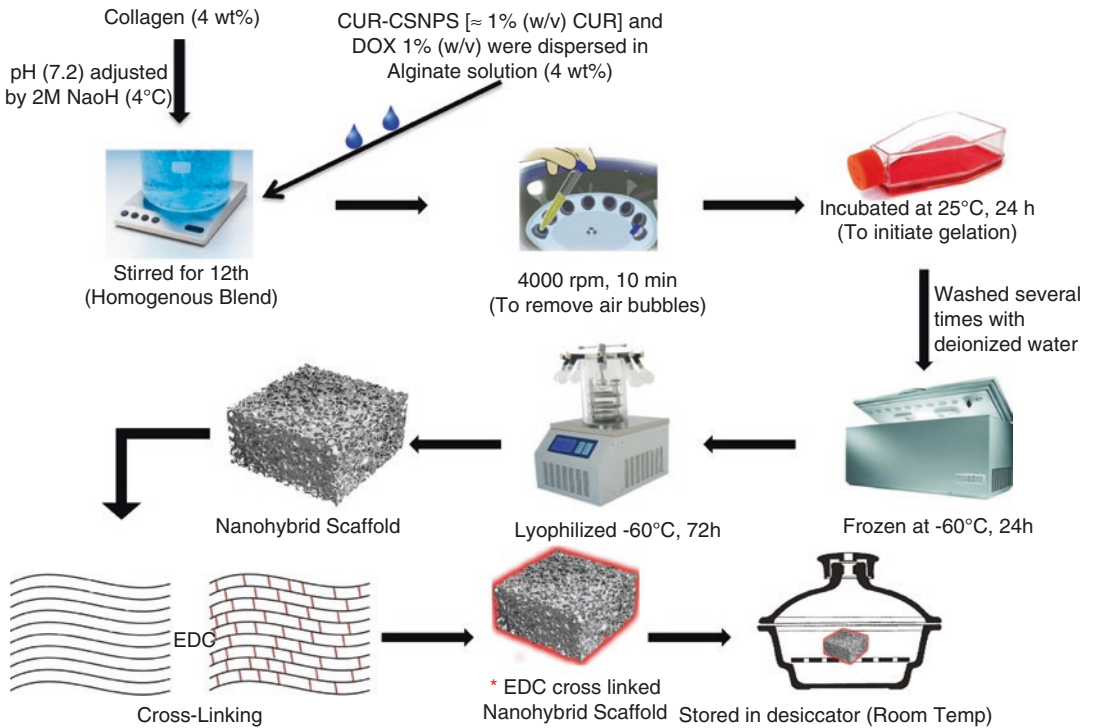 Collagen (4 wt%)
pH (7.2) adjusted
by 2M NaoH (4°C)
CUR-CSNPS [≈ 1% (w/v) CUR] and
DOX 1% (w/v) were dispersed in
Alginate solution (4 wt%)
Stirred for 12th
(Homogenous Blend)
4000 rpm, 10 min
(To remove air bubbles)
Incubated at 25°C, 24 h
(To initiate gelation)
Washed several
times with
deionized water
Frozen at -60°C, 24h
Lyophilized -60°C, 72h
Nanohybrid Scaffold
EDC
Cross-Linking
* EDC cross linked
Nanohybrid Scaffold
Stored in desiccator (Room Temp)